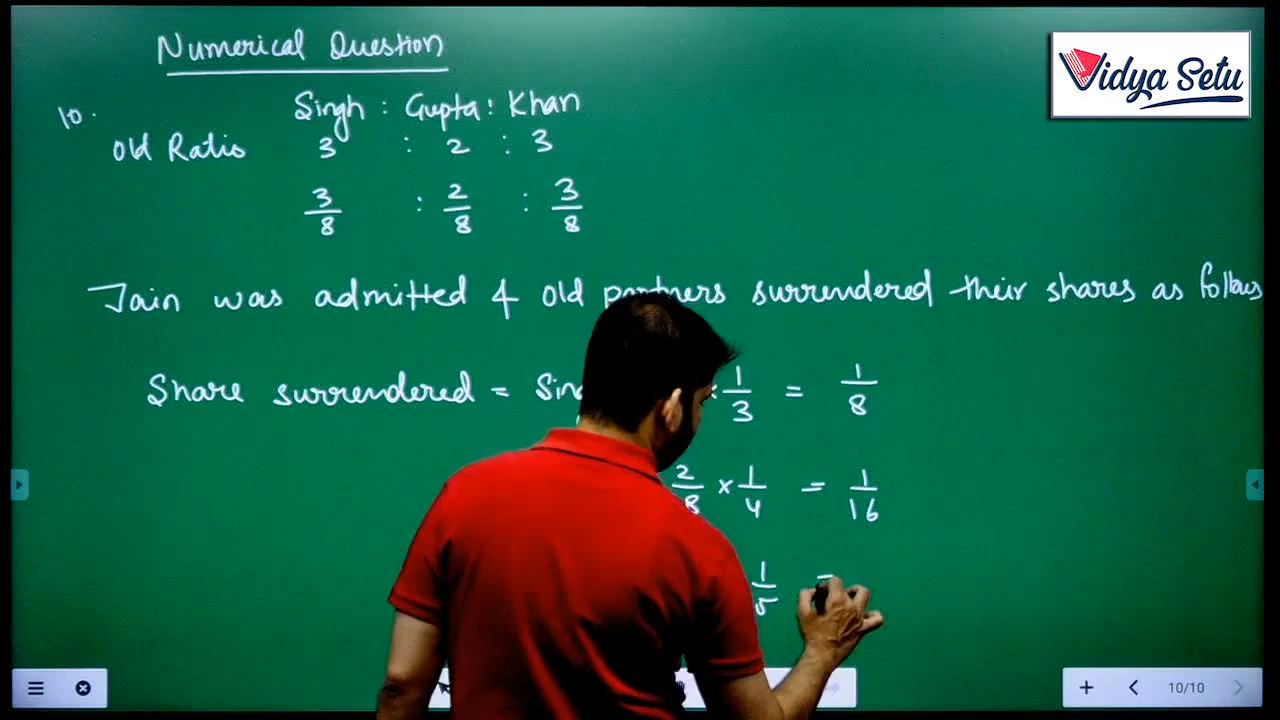 Numerical Question
Vidya Setu
10. Singh : Gupta : Khan
Old Ratio 3 : 2 : 3
3/8 : 2/8 : 3/8
Jain was admitted & old partners surrendered their shares as follows
Share surrendered = × 1/3 = 1/8
2/8 × 1/4 = 1/16
1/5 =
10/10